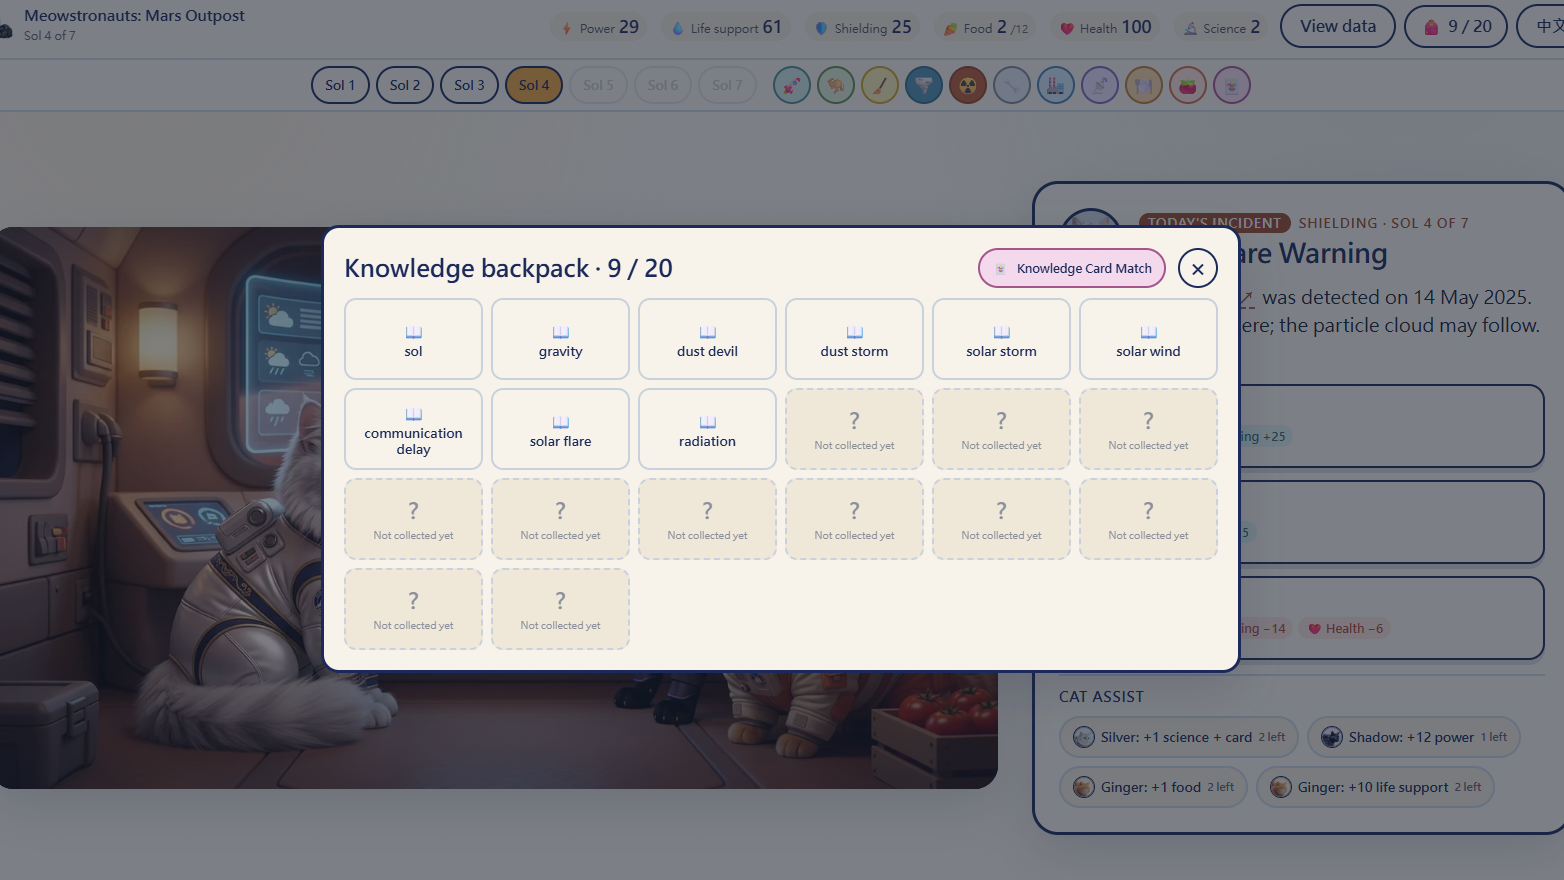 Meowstronauts: Mars Outpost
Sol 4 of 7
Power 29
Life support 61
Shielding 25
Food 2 /12
Health 100
Science 2
View data
9 / 20
中文
Sol 1
Sol 2
Sol 3
Sol 4
Sol 5
Sol 6
Sol 7
TODAY'S INCIDENT
SHIELDING · SOL 4 OF 7
are Warning
was detected on 14 May 2025.
ere; the particle cloud may follow.
Knowledge backpack · 9 / 20
Knowledge Card Match
sol
gravity
dust devil
dust storm
solar storm
solar wind
communication
delay
solar flare
radiation
?
Not collected yet
?
Not collected yet
?
Not collected yet
?
Not collected yet
?
Not collected yet
?
Not collected yet
?
Not collected yet
?
Not collected yet
?
Not collected yet
?
Not collected yet
?
Not collected yet
ing +25
5
ing −14
Health −6
CAT ASSIST
Silver: +1 science + card 2 left
Shadow: +12 power 1 left
Ginger: +1 food 2 left
Ginger: +10 life support 2 left